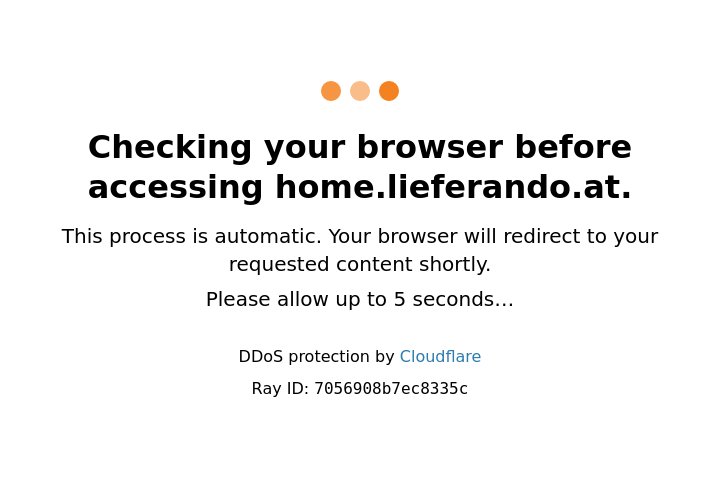 Checking your browser before
accessing home.lieferando.at.
This process is automatic. Your browser will redirect to your
requested content shortly.
Please allow up to 5 seconds…
DDoS protection by Cloudflare
Ray ID: 7056908b7ec8335c